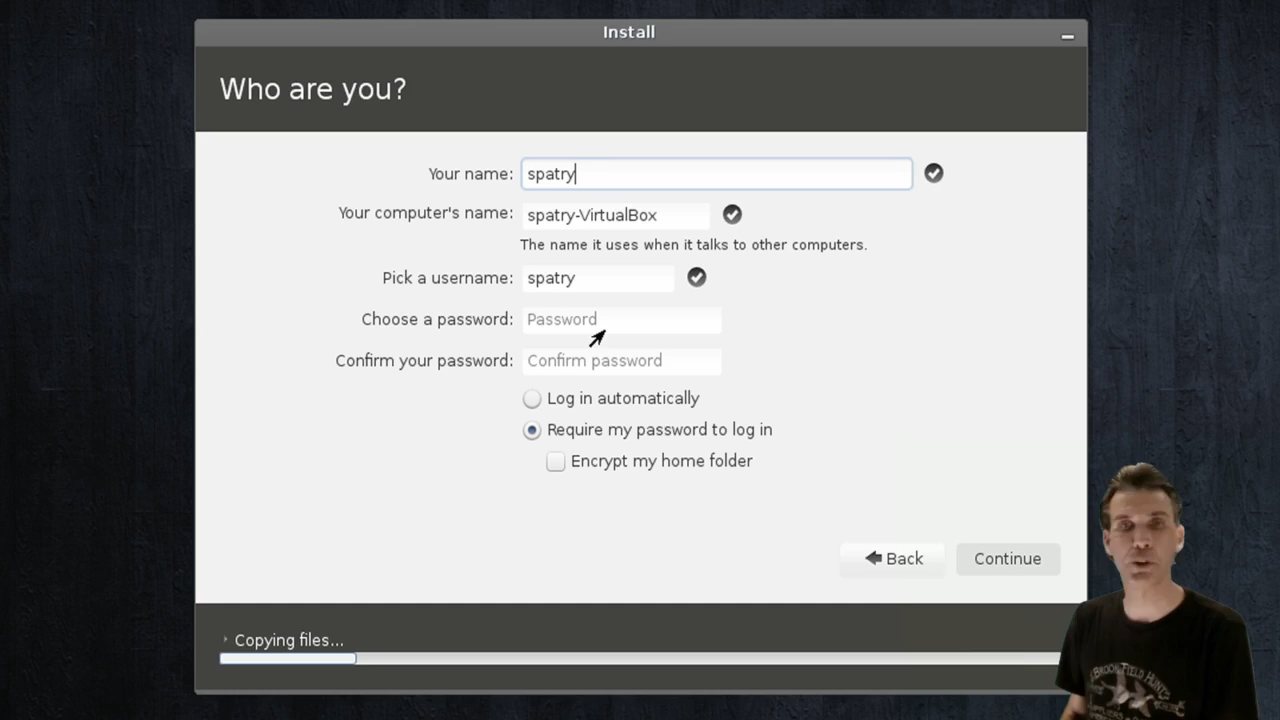 Install
Who are you?
Your name: spatry
Your computer's name: spatry-VirtualBox
The name it uses when it talks to other computers.
Pick a username: spatry
Choose a password: Password
Confirm your password: Confirm password
Log in automatically
Require my password to log in
Encrypt my home folder
Back Continue
Copying files...
BROOKFIELD HUNT